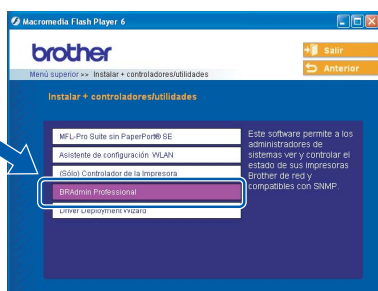 Macromedia Flash Player 6
brother
Salir
Menú superior >> Instalar + controladores/utilidades
Anterior
Instalar + controladores/utilidades
MFL-Pro Suite sin PaperPort® SE
Asistente de configuración WLAN
(Sólo) Controlador de la Impresora
BRAdmin Professional
Driver Deployment Wizard
Este software permite a los
administradores de
sistemas ver y controlar el
estado de sus impresoras
Brother de red y
compatibles con SNMP.